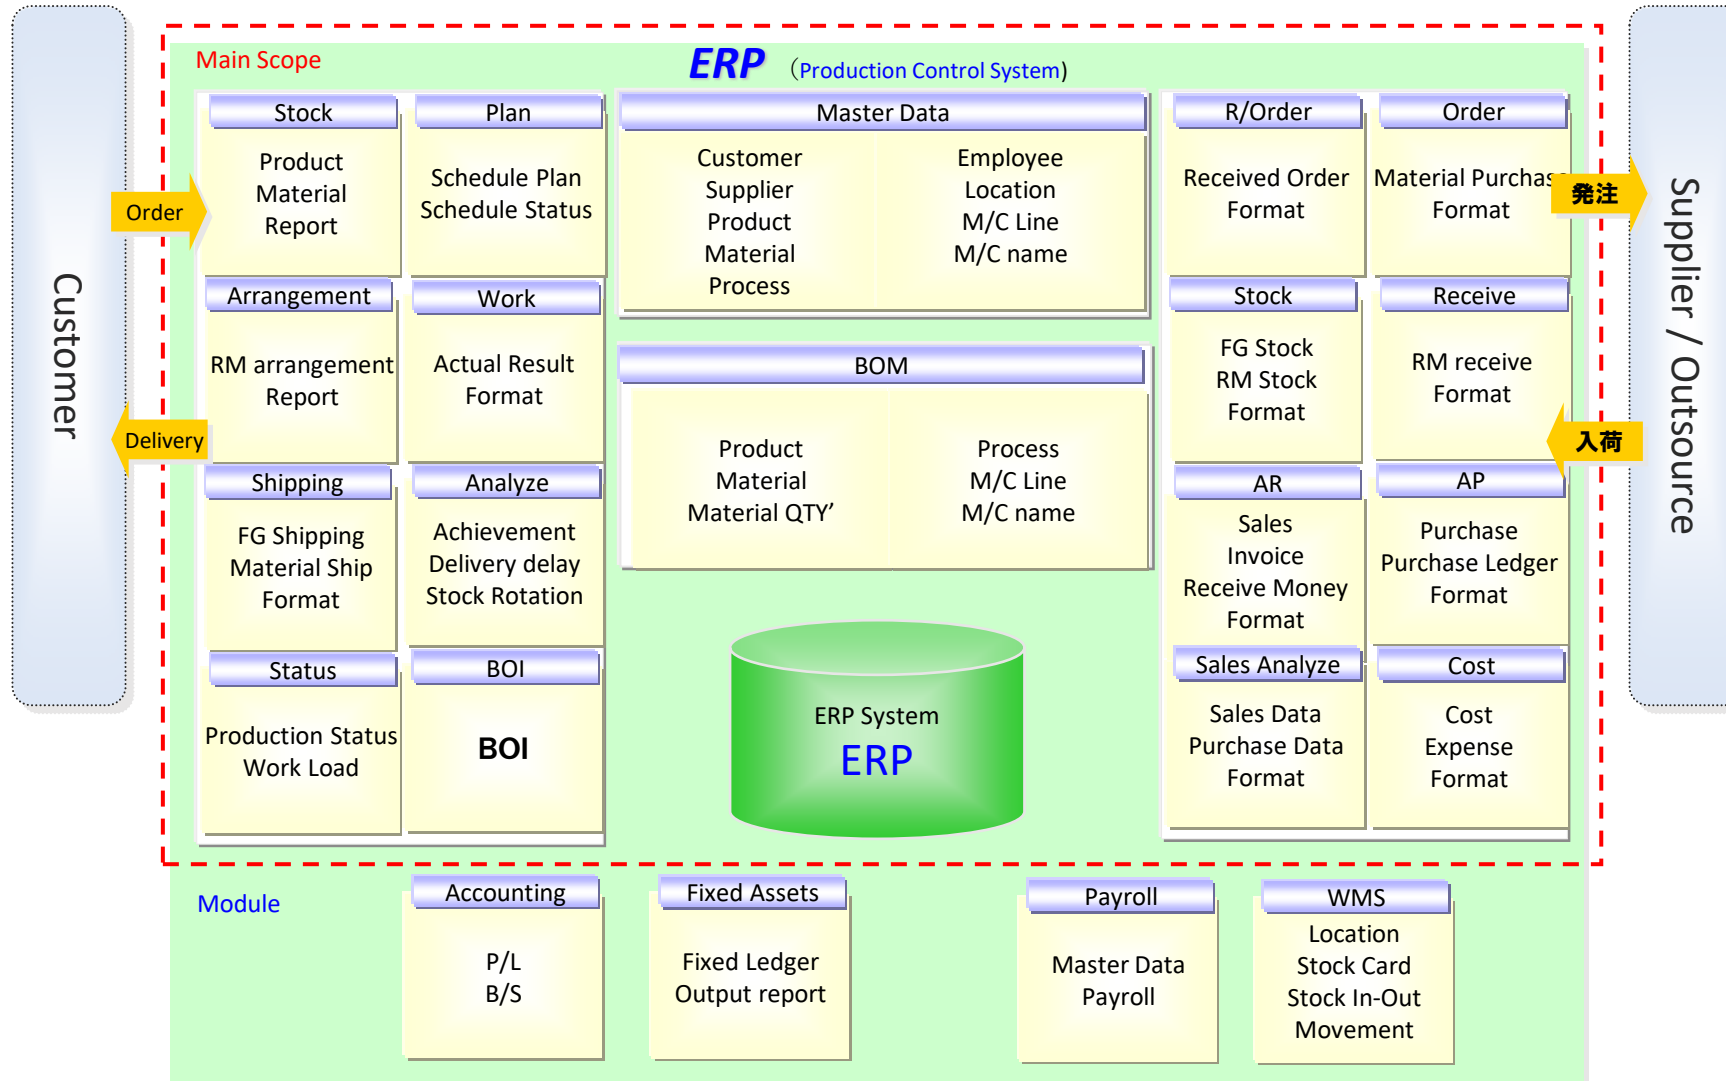 Main Scope
ERP （Production Control System)
Customer
Order
Delivery
Stock
Product
Material
Report
Plan
Schedule Plan
Schedule Status
Arrangement
RM arrangement
Report
Work
Actual Result
Format
Shipping
FG Shipping
Material Ship
Format
Analyze
Achievement
Delivery delay
Stock Rotation
Status
Production Status
Work Load
BOI
BOI
Master Data
Customer
Supplier
Product
Material
Process
Employee
Location
M/C Line
M/C name
BOM
Product
Material
Material QTY’
Process
M/C Line
M/C name
ERP System
ERP
R/Order
Received Order
Format
Order
Material Purchase
Format
Stock
FG Stock
RM Stock
Format
Receive
RM receive
Format
AR
Sales
Invoice
Receive Money
Format
AP
Purchase
Purchase Ledger
Format
Sales Analyze
Sales Data
Purchase Data
Format
Cost
Cost
Expense
Format
発注
入荷
Supplier / Outsource
Module
Accounting
P/L
B/S
Fixed Assets
Fixed Ledger
Output report
Payroll
Master Data
Payroll
WMS
Location
Stock Card
Stock In-Out
Movement